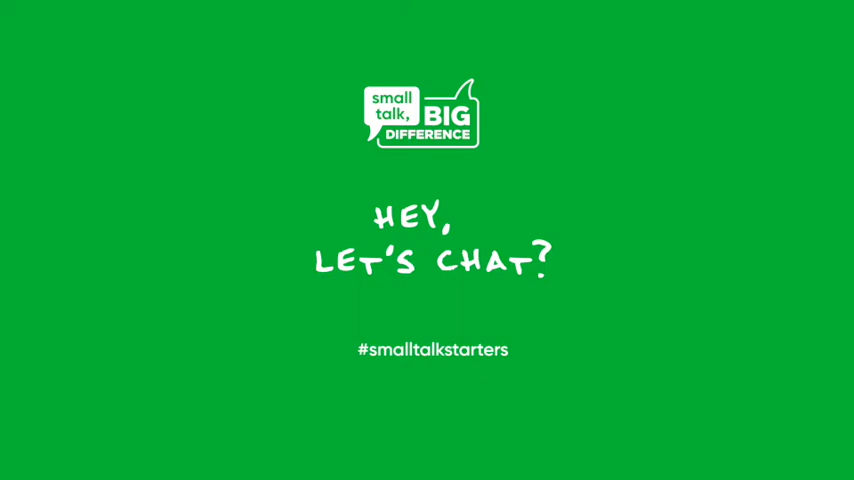 small
talk,
BIG
DIFFERENCE
HEY,
LET'S CHAT?
#smalltalkstarters